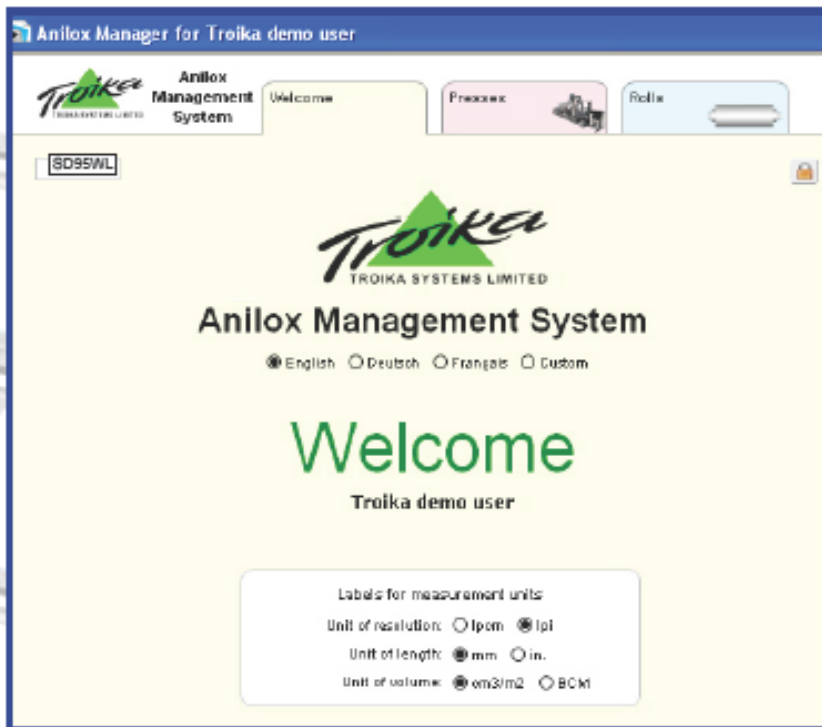 Anilox Manager for Troika demo user
Troika
TROIKA SYSTEMS LIMITED
Anilox
Management
System
Welcome
Presses
Rolls
SD95WL
Troika
TROIKA SYSTEMS LIMITED
Anilox Management System
English Deutsch Français Custom
Welcome
Troika demo user
Labels for measurement units
Unit of resolution: lpcm lpi
Unit of length: mm in.
Unit of volume: cm3/m2 BCM